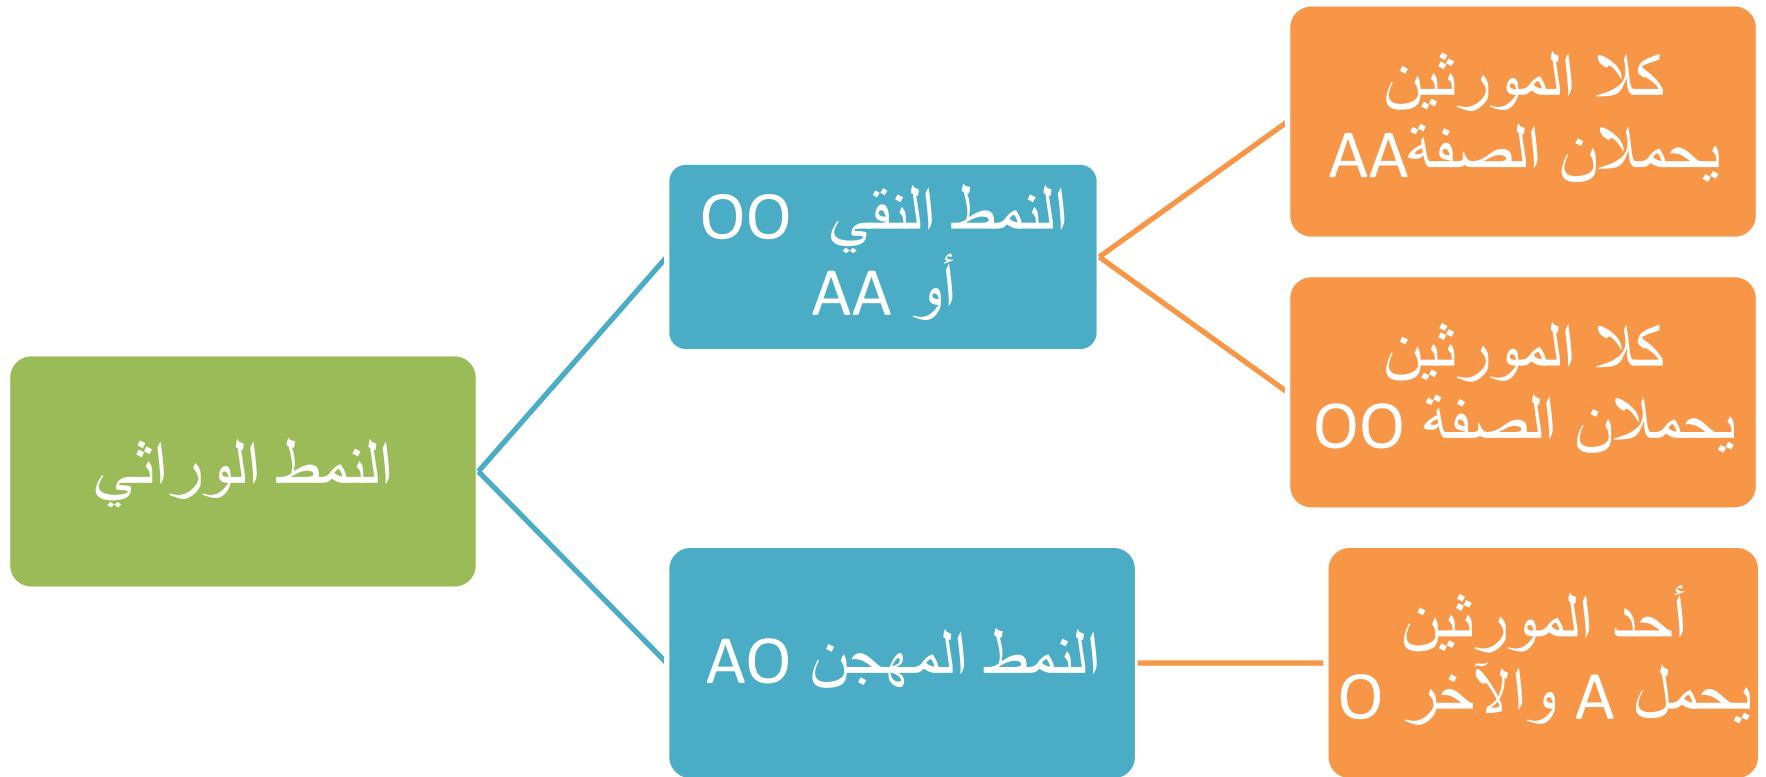 النمط الوراثي
النمط النقي OO
أو AA
كلا المورثين
يحملان الصفةAA
كلا المورثين
يحملان الصفة OO
النمط المهجن AO
أحد المورثين
يحمل A والآخر O